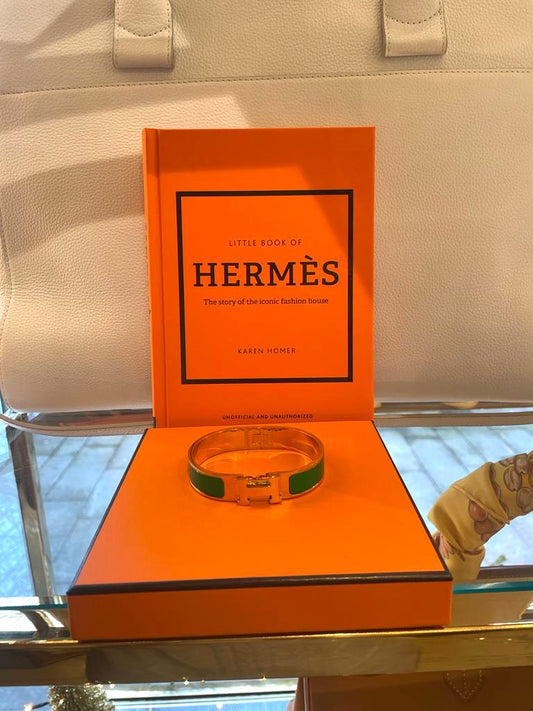 LITTLE BOOK OF
HERMÈS
The story of the iconic fashion house
KAREN HOMER
UNOFFICIAL AND UNAUTHORIZED